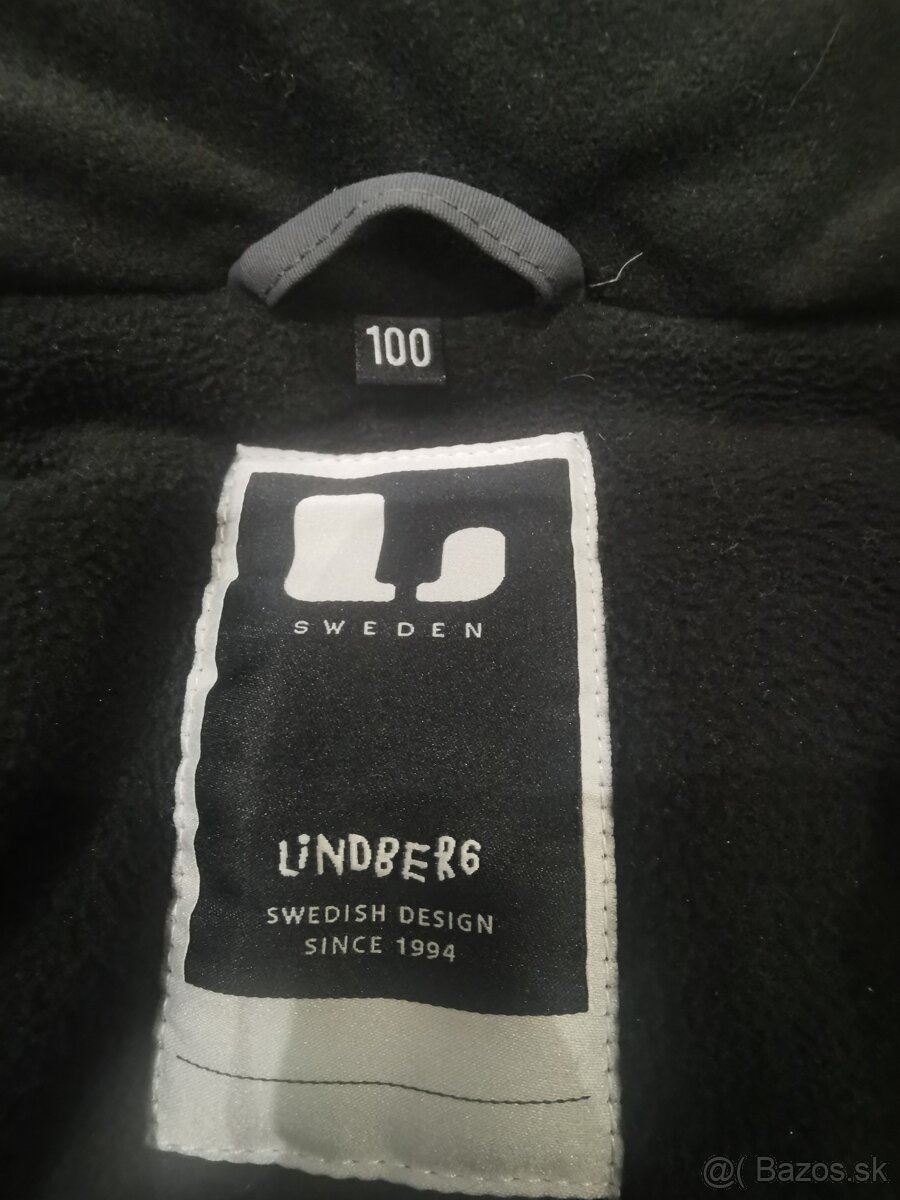 100
SWEDEN
LiNDBERG
SWEDISH DESIGN
SINCE 1994
@( Bazos.sk